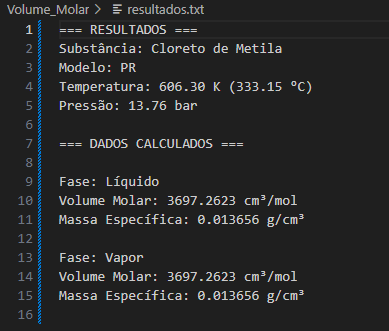 Volume_Molar > resultados.txt
1 === RESULTADOS ===
2 Substância: Cloreto de Metila
3 Modelo: PR
4 Temperatura: 606.30 K (333.15 ºC)
5 Pressão: 13.76 bar
6
7 === DADOS CALCULADOS ===
8
9 Fase: Líquido
10 Volume Molar: 3697.2623 cm³/mol
11 Massa Específica: 0.013656 g/cm³
12
13 Fase: Vapor
14 Volume Molar: 3697.2623 cm³/mol
15 Massa Específica: 0.013656 g/cm³
16